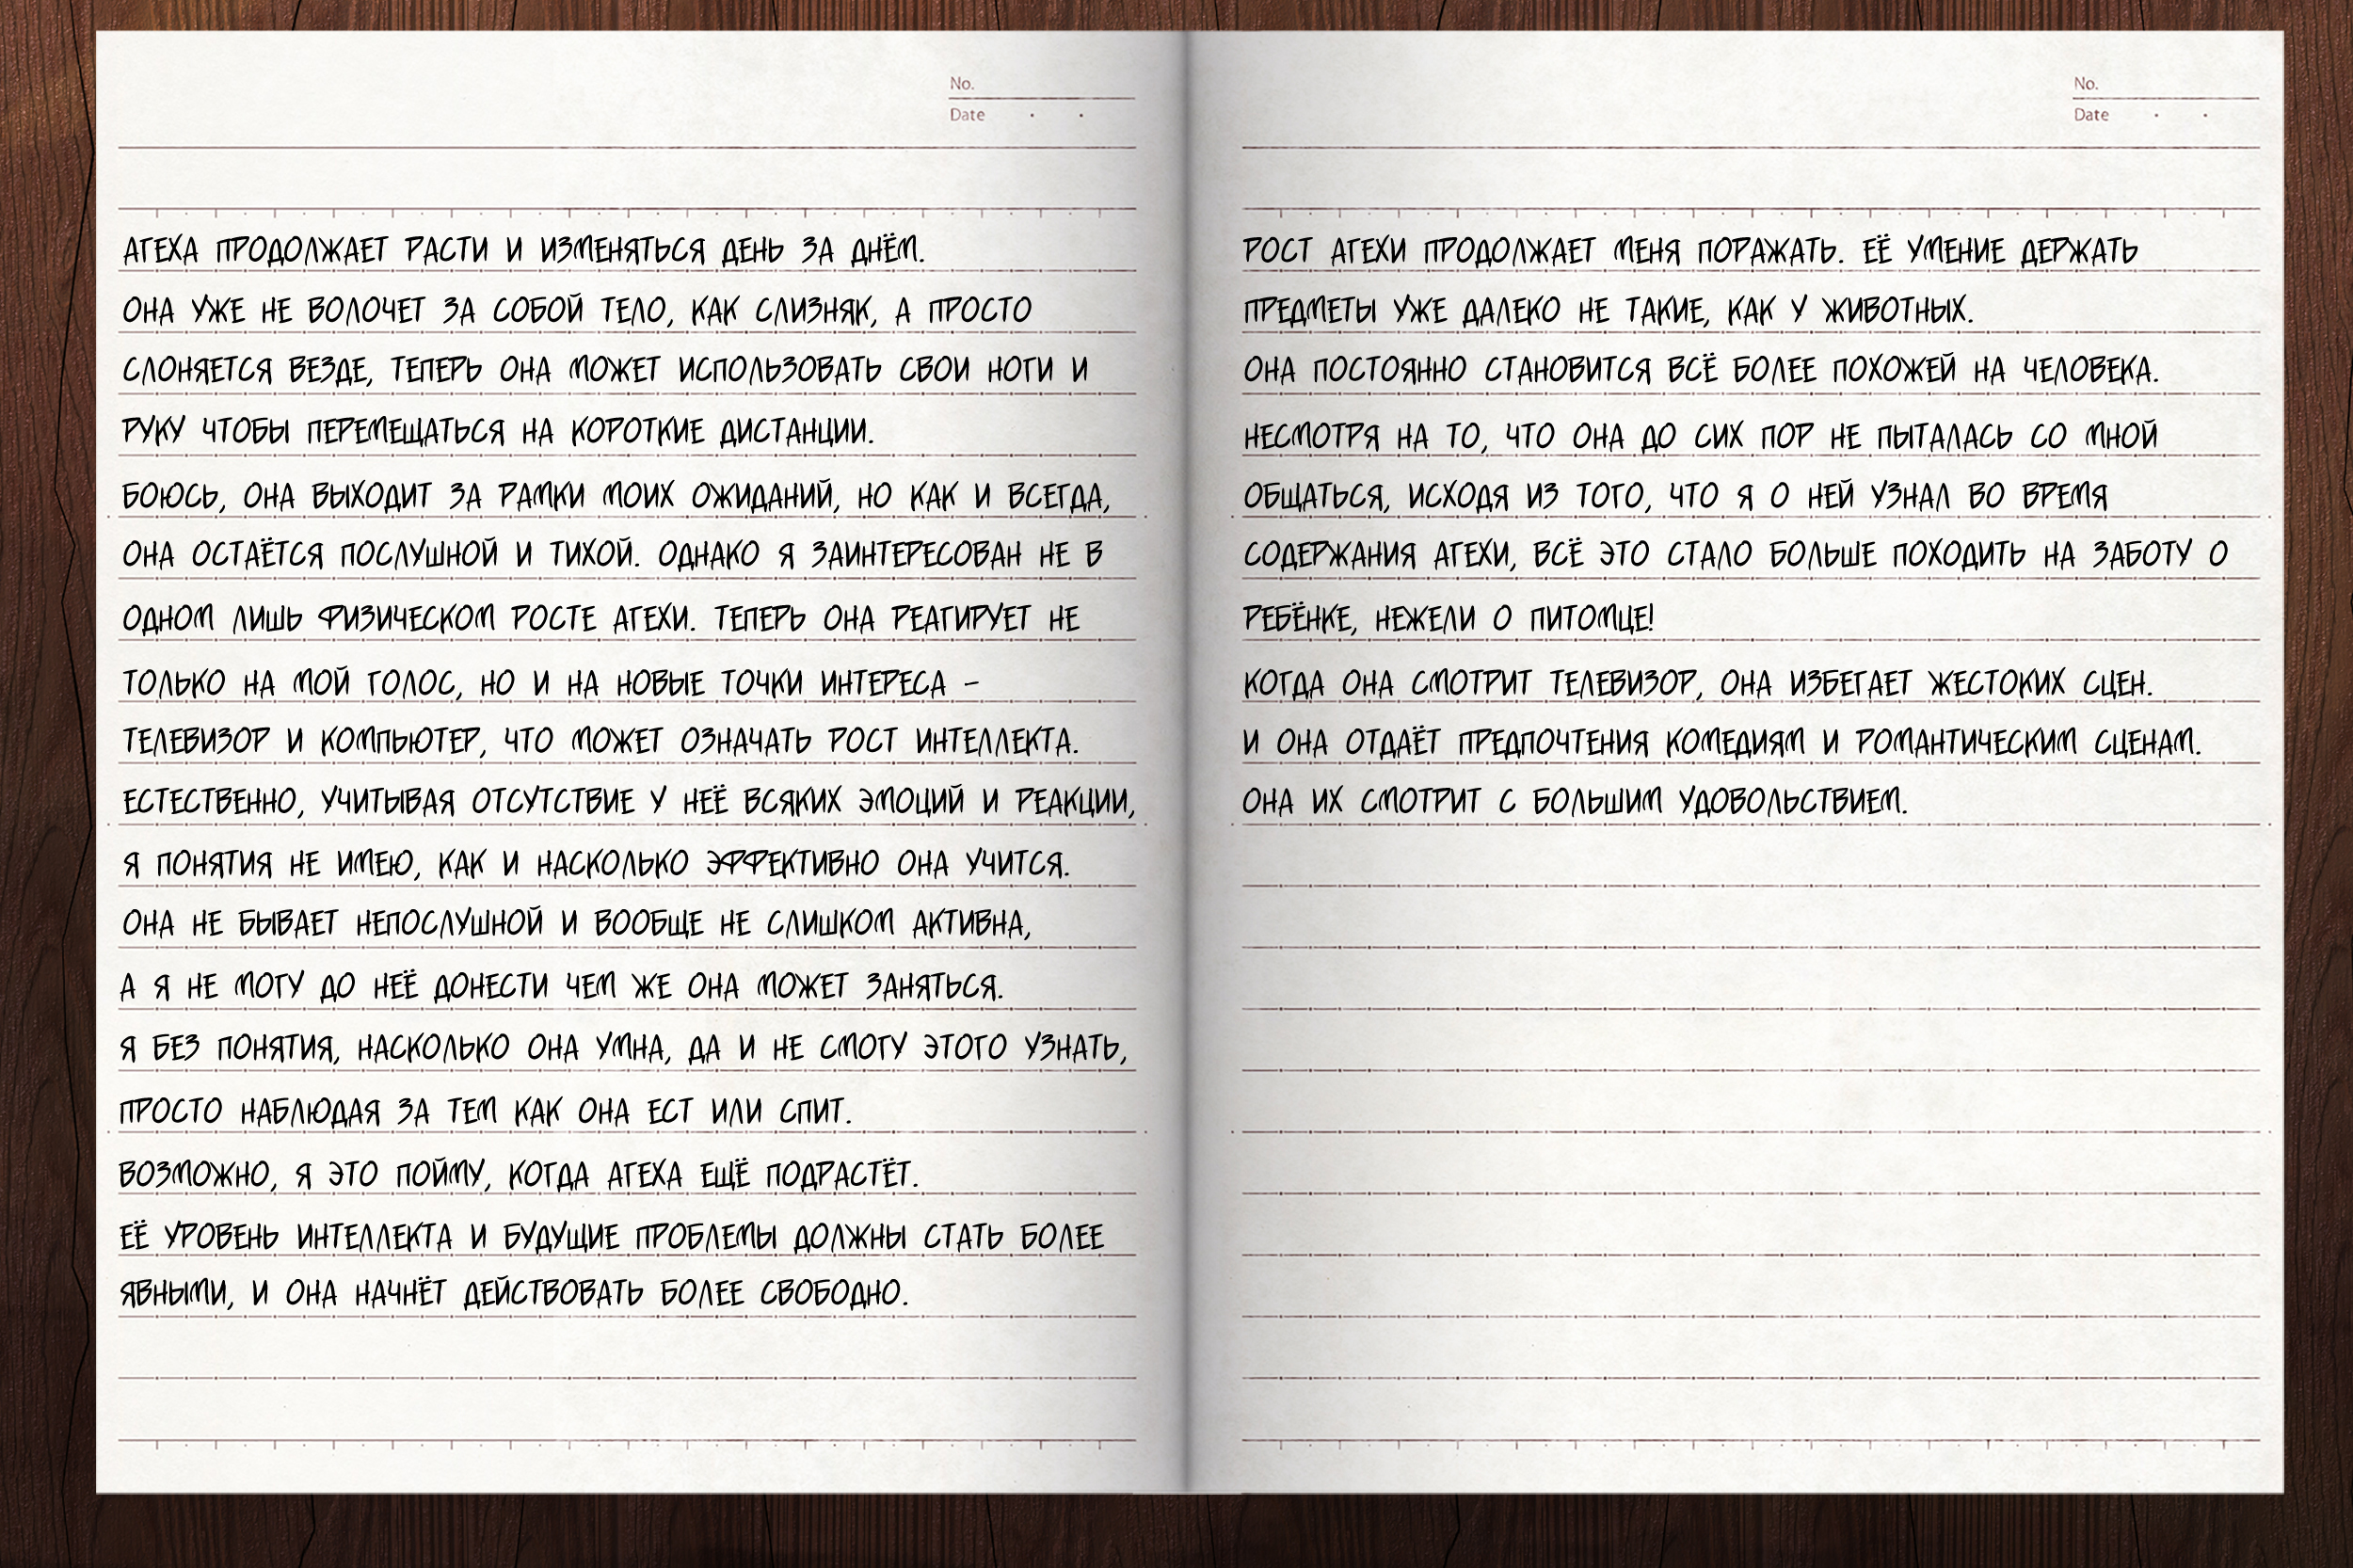 No.
Date
АГЕХА ПРОДОЛЖАЕТ РАСТИ И ИЗМЕНЯТЬСЯ ДЕНЬ ЗА ДНЁМ.
ОНА УЖЕ НЕ ВОЛОЧЕТ ЗА СОБОЙ ТЕЛО, КАК СЛИЗНЯК, А ПРОСТО
СЛОНЯЕТСЯ ВЕЗДЕ, ТЕПЕРЬ ОНА МОЖЕТ ИСПОЛЬЗОВАТЬ СВОИ НОГИ И
РУКУ ЧТОБЫ ПЕРЕМЕЩАТЬСЯ НА КОРОТКИЕ ДИСТАНЦИИ.
БОЮСЬ, ОНА ВЫХОДИТ ЗА РАМКИ МОИХ ОЖИДАНИЙ, НО КАК И ВСЕГДА,
ОНА ОСТАЁТСЯ ПОСЛУШНОЙ И ТИХОЙ. ОДНАКО Я ЗАИНТЕРЕСОВАН НЕ В
ОДНОМ ЛИШЬ ФИЗИЧЕСКОМ РОСТЕ АГЕХИ. ТЕПЕРЬ ОНА РЕАГИРУЕТ НЕ
ТОЛЬКО НА МОЙ ГОЛОС, НО И НА НОВЫЕ ТОЧКИ ИНТЕРЕСА -
ТЕЛЕВИЗОР И КОМПЬЮТЕР, ЧТО МОЖЕТ ОЗНАЧАТЬ РОСТ ИНТЕЛЛЕКТА.
ЕСТЕСТВЕННО, УЧИТЫВАЯ ОТСУТСТВИЕ У НЕЁ ВСЯКИХ ЭМОЦИЙ И РЕАКЦИИ,
Я ПОНЯТИЯ НЕ ИМЕЮ, КАК И НАСКОЛЬКО ЭФФЕКТИВНО ОНА УЧИТСЯ.
ОНА НЕ БЫВАЕТ НЕПОСЛУШНОЙ И ВООБЩЕ НЕ СЛИШКОМ АКТИВНА,
А Я НЕ МОГУ ДО НЕЁ ДОНЕСТИ ЧЕМ ЖЕ ОНА МОЖЕТ ЗАНЯТЬСЯ.
Я БЕЗ ПОНЯТИЯ, НАСКОЛЬКО ОНА УМНА, ДА И НЕ СМОГУ ЭТОГО УЗНАТЬ,
ПРОСТО НАБЛЮДАЯ ЗА ТЕМ КАК ОНА ЕСТ ИЛИ СПИТ.
ВОЗМОЖНО, Я ЭТО ПОЙМУ, КОГДА АГЕХА ЕЩЁ ПОДРАСТЁТ.
ЕЁ УРОВЕНЬ ИНТЕЛЛЕКТА И БУДУЩИЕ ПРОБЛЕМЫ ДОЛЖНЫ СТАТЬ БОЛЕЕ
ЯВНЫМИ, И ОНА НАЧНЁТ ДЕЙСТВОВАТЬ БОЛЕЕ СВОБОДНО.
No.
Date
РОСТ АГЕХИ ПРОДОЛЖАЕТ МЕНЯ ПОРАЖАТЬ. ЕЁ УМЕНИЕ ДЕРЖАТЬ
ПРЕДМЕТЫ УЖЕ ДАЛЕКО НЕ ТАКИЕ, КАК У ЖИВОТНЫХ.
ОНА ПОСТОЯННО СТАНОВИТСЯ ВСЁ БОЛЕЕ ПОХОЖЕЙ НА ЧЕЛОВЕКА.
НЕСМОТРЯ НА ТО, ЧТО ОНА ДО СИХ ПОР НЕ ПЫТАЛАСЬ СО МНОЙ
ОБЩАТЬСЯ, ИСХОДЯ ИЗ ТОГО, ЧТО Я О НЕЙ УЗНАЛ ВО ВРЕМЯ
СОДЕРЖАНИЯ АГЕХИ, ВСЁ ЭТО СТАЛО БОЛЬШЕ ПОХОДИТЬ НА ЗАБОТУ О
РЕБЁНКЕ, НЕЖЕЛИ О ПИТОМЦЕ!
КОГДА ОНА СМОТРИТ ТЕЛЕВИЗОР, ОНА ИЗБЕГАЕТ ЖЕСТОКИХ СЦЕН.
И ОНА ОТДАЁТ ПРЕДПОЧТЕНИЯ КОМЕДИЯМ И РОМАНТИЧЕСКИМ СЦЕНАМ.
ОНА ИХ СМОТРИТ С БОЛЬШИМ УДОВОЛЬСТВИЕМ.